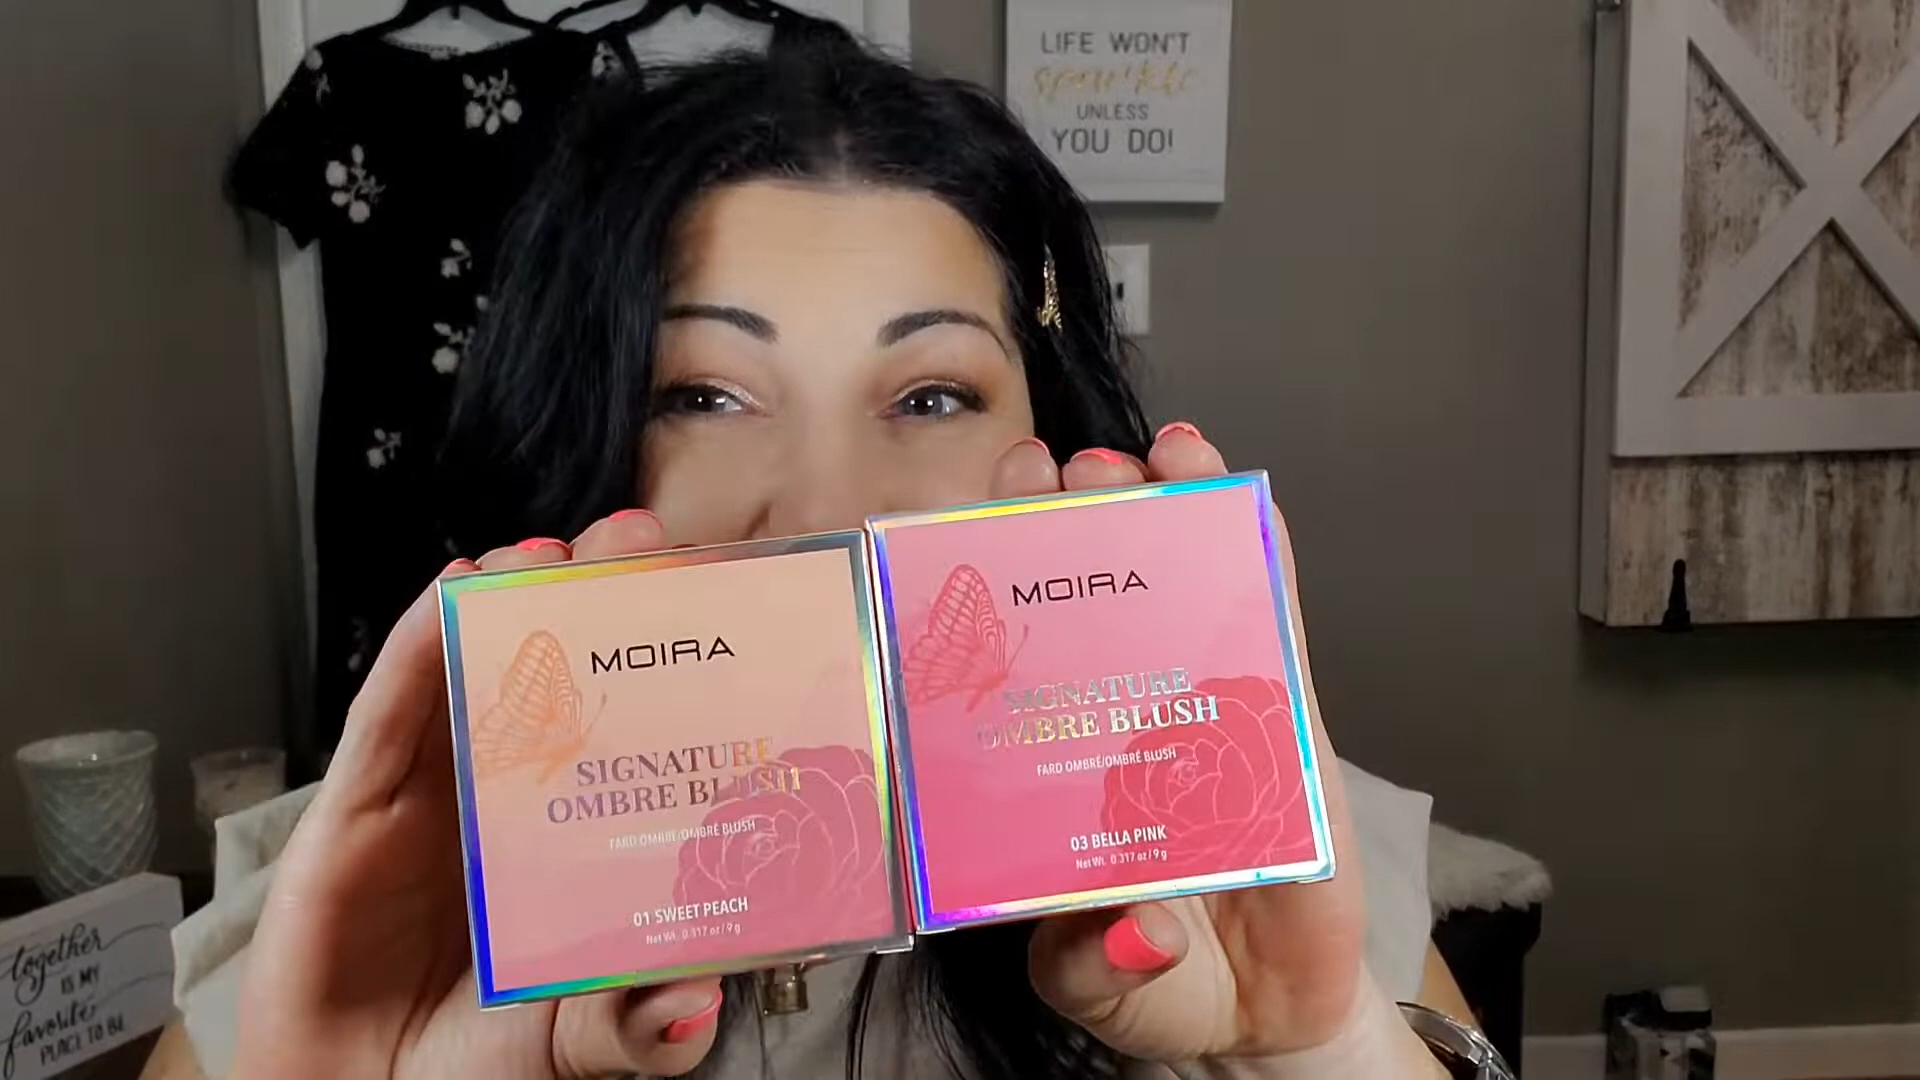 LIFE WON'T
sparkle
UNLESS
YOU DO!
MOIRA
SIGNATURE
OMBRE BLUSH
FARD OMBRÉ/OMBRÉ BLUSH
01 SWEET PEACH
Net Wt. 0.317 oz / 9 g
MOIRA
SIGNATURE
OMBRE BLUSH
FARD OMBRÉ/OMBRÉ BLUSH
03 BELLA PINK
Net Wt. 0.317 oz / 9 g
together
IS MY
favorite
PLACE TO BE